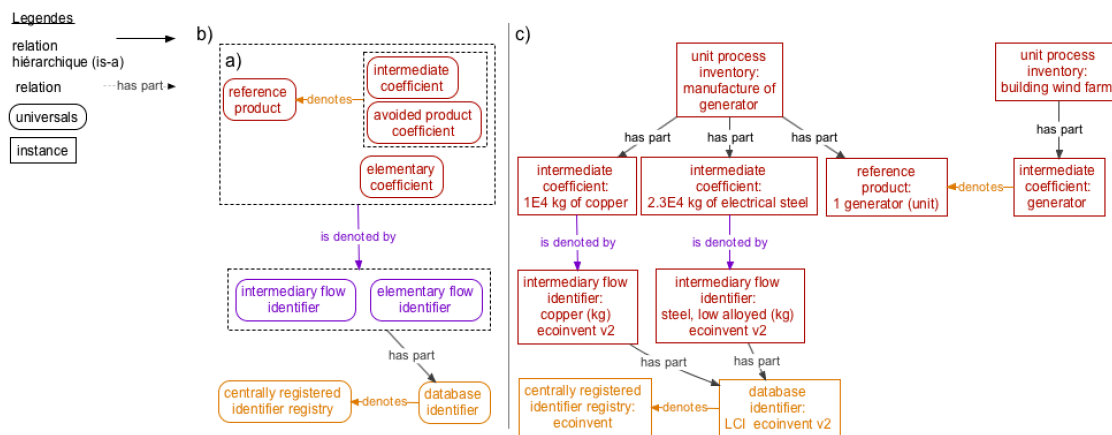 Legendes
relation
hiérarchique (is-a)
relation
has part
universals
instance
b)
a)
reference
product
denotes
intermediate
coefficient
avoided product
coefficient
elementary
coefficient
is denoted by
intermediary flow
identifier
elementary flow
identifier
has part
centrally registered
identifier registry
denotes
database
identifier
c)
unit process
inventory:
manufacture of
generator
unit process
inventory:
building wind farm
has part
has part
has part
has part
intermediate
coefficient:
1E4 kg of copper
intermediate
coefficient:
2.3E4 kg of electrical steel
reference
product:
1 generator (unit)
denotes
intermediate
coefficient:
generator
is denoted by
is denoted by
intermediary flow
identifier:
copper (kg)
ecoinvent v2
intermediary flow
identifier:
steel, low alloyed (kg)
ecoinvent v2
has part
has part
centrally registered
identifier registry:
ecoinvent
denotes
database
identifier:
LCI ecoinvent v2